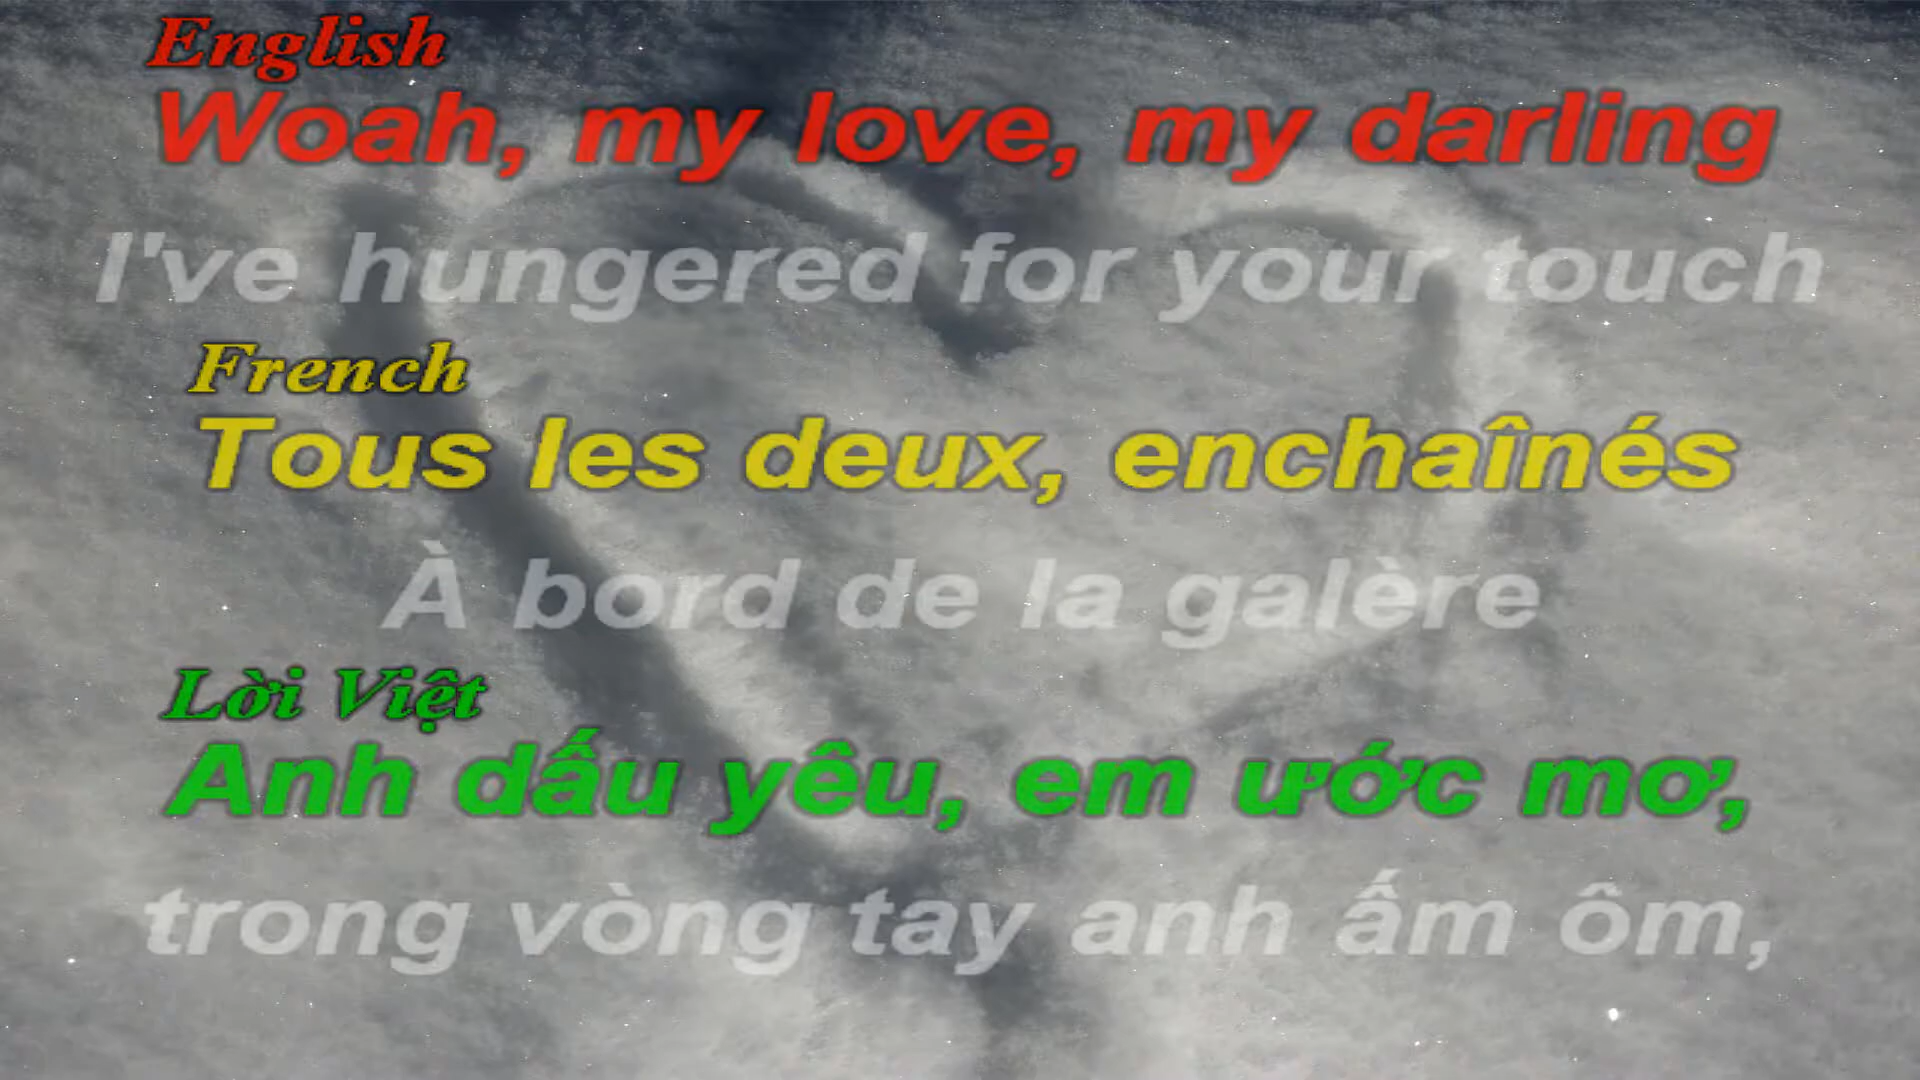 English
Woah, my love, my darling
I've hungered for your touch
French
Tous les deux, enchaînés
À bord de la galère
Lời Việt
Anh dấu yêu, em ước mơ,
trong vòng tay anh ấm ôm,